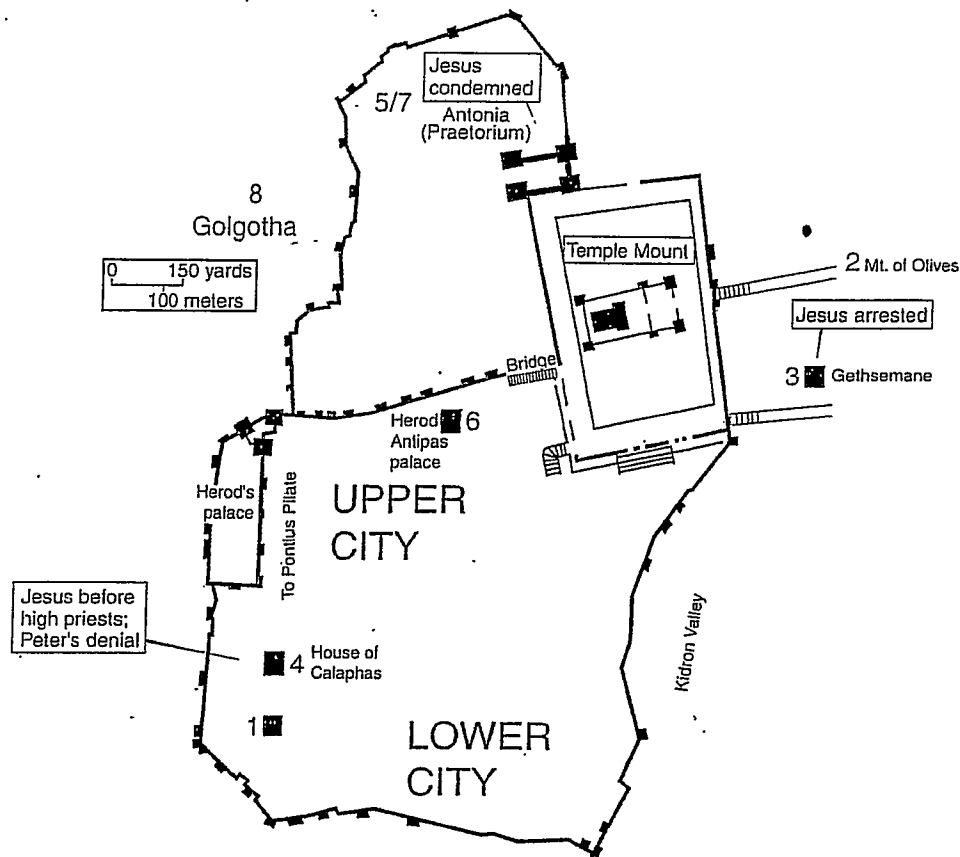 Jesus
condemned
5/7
Antonia
(Praetorium)
8
Golgotha
0 150 yards
100 meters
Temple Mount
2 Mt. of Olives
Jesus arrested
3 Gethsemane
Bridge
Herod 6
Antipas
palace
Herod's
palace
To Pontius Pilate
UPPER
CITY
Jesus before
high priests;
Peter's denial
4 House of
Calaphas
1
LOWER
CITY
Kidron Valley